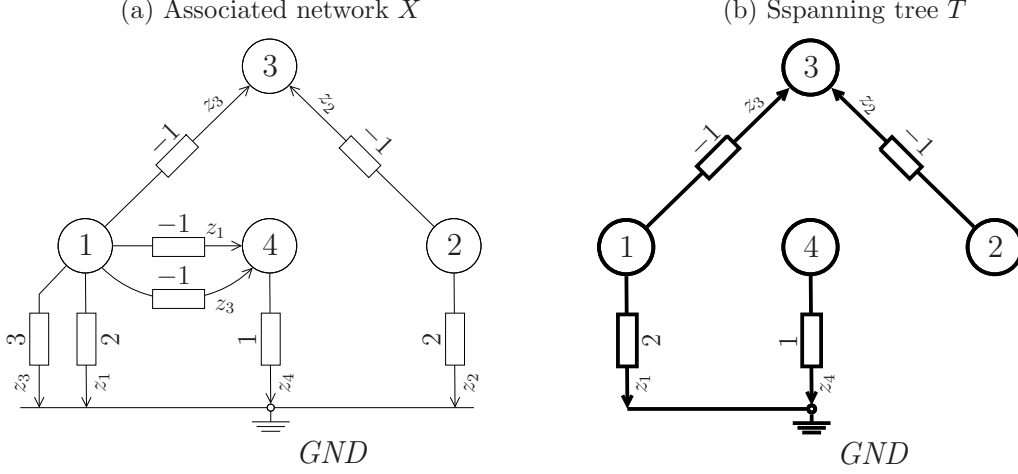 (a) Associated network X
(b) Sspanning tree T
3
z₃
z₂
−1
−1
1
−1
z₁
4
2
−1
z₃
3
2
1
2
z₃
z₁
z₄
z₂
GND
3
z₃
z₂
−1
−1
1
4
2
2
1
z₁
z₄
GND